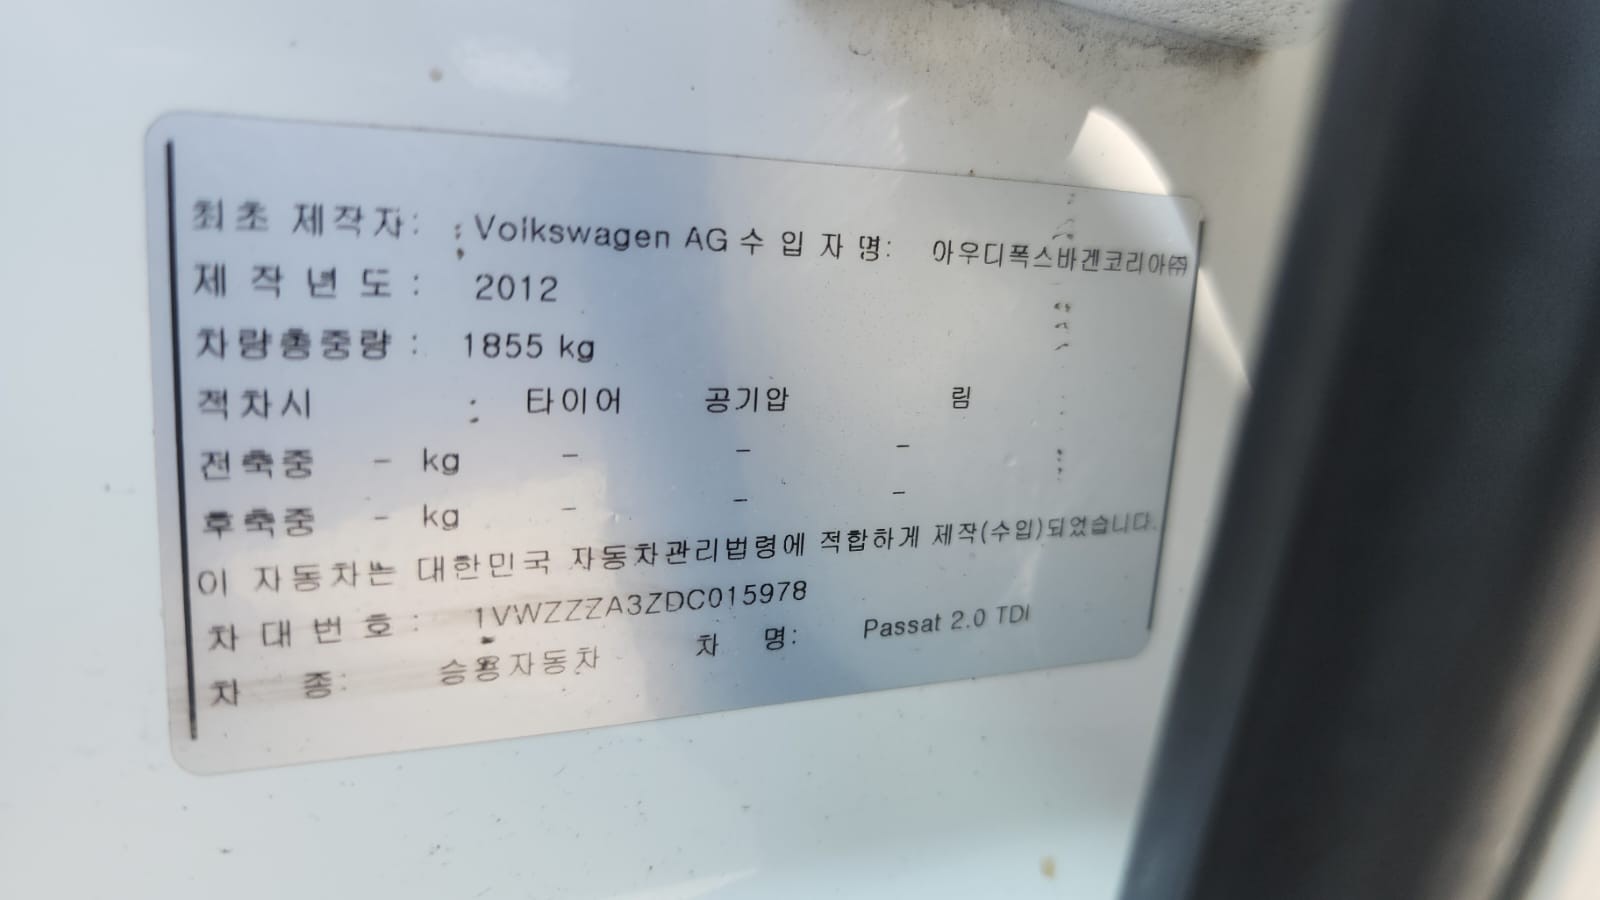 최초 제작자: Volkswagen AG 수 입 자 명: 아우디폭스바겐코리아㈜
제 작 년 도 : 2012
차량총중량 : 1855 kg
적차시 : 타이어 공기압 림
전축중 - kg - - -
후축중 - kg - - -
이 자동차는 대한민국 자동차관리법령에 적합하게 제작(수입)되었습니다.
차 대 번 호 : 1VWZZZA3ZDC015978
차 종: 승용자동차 차 명: Passat 2.0 TDI